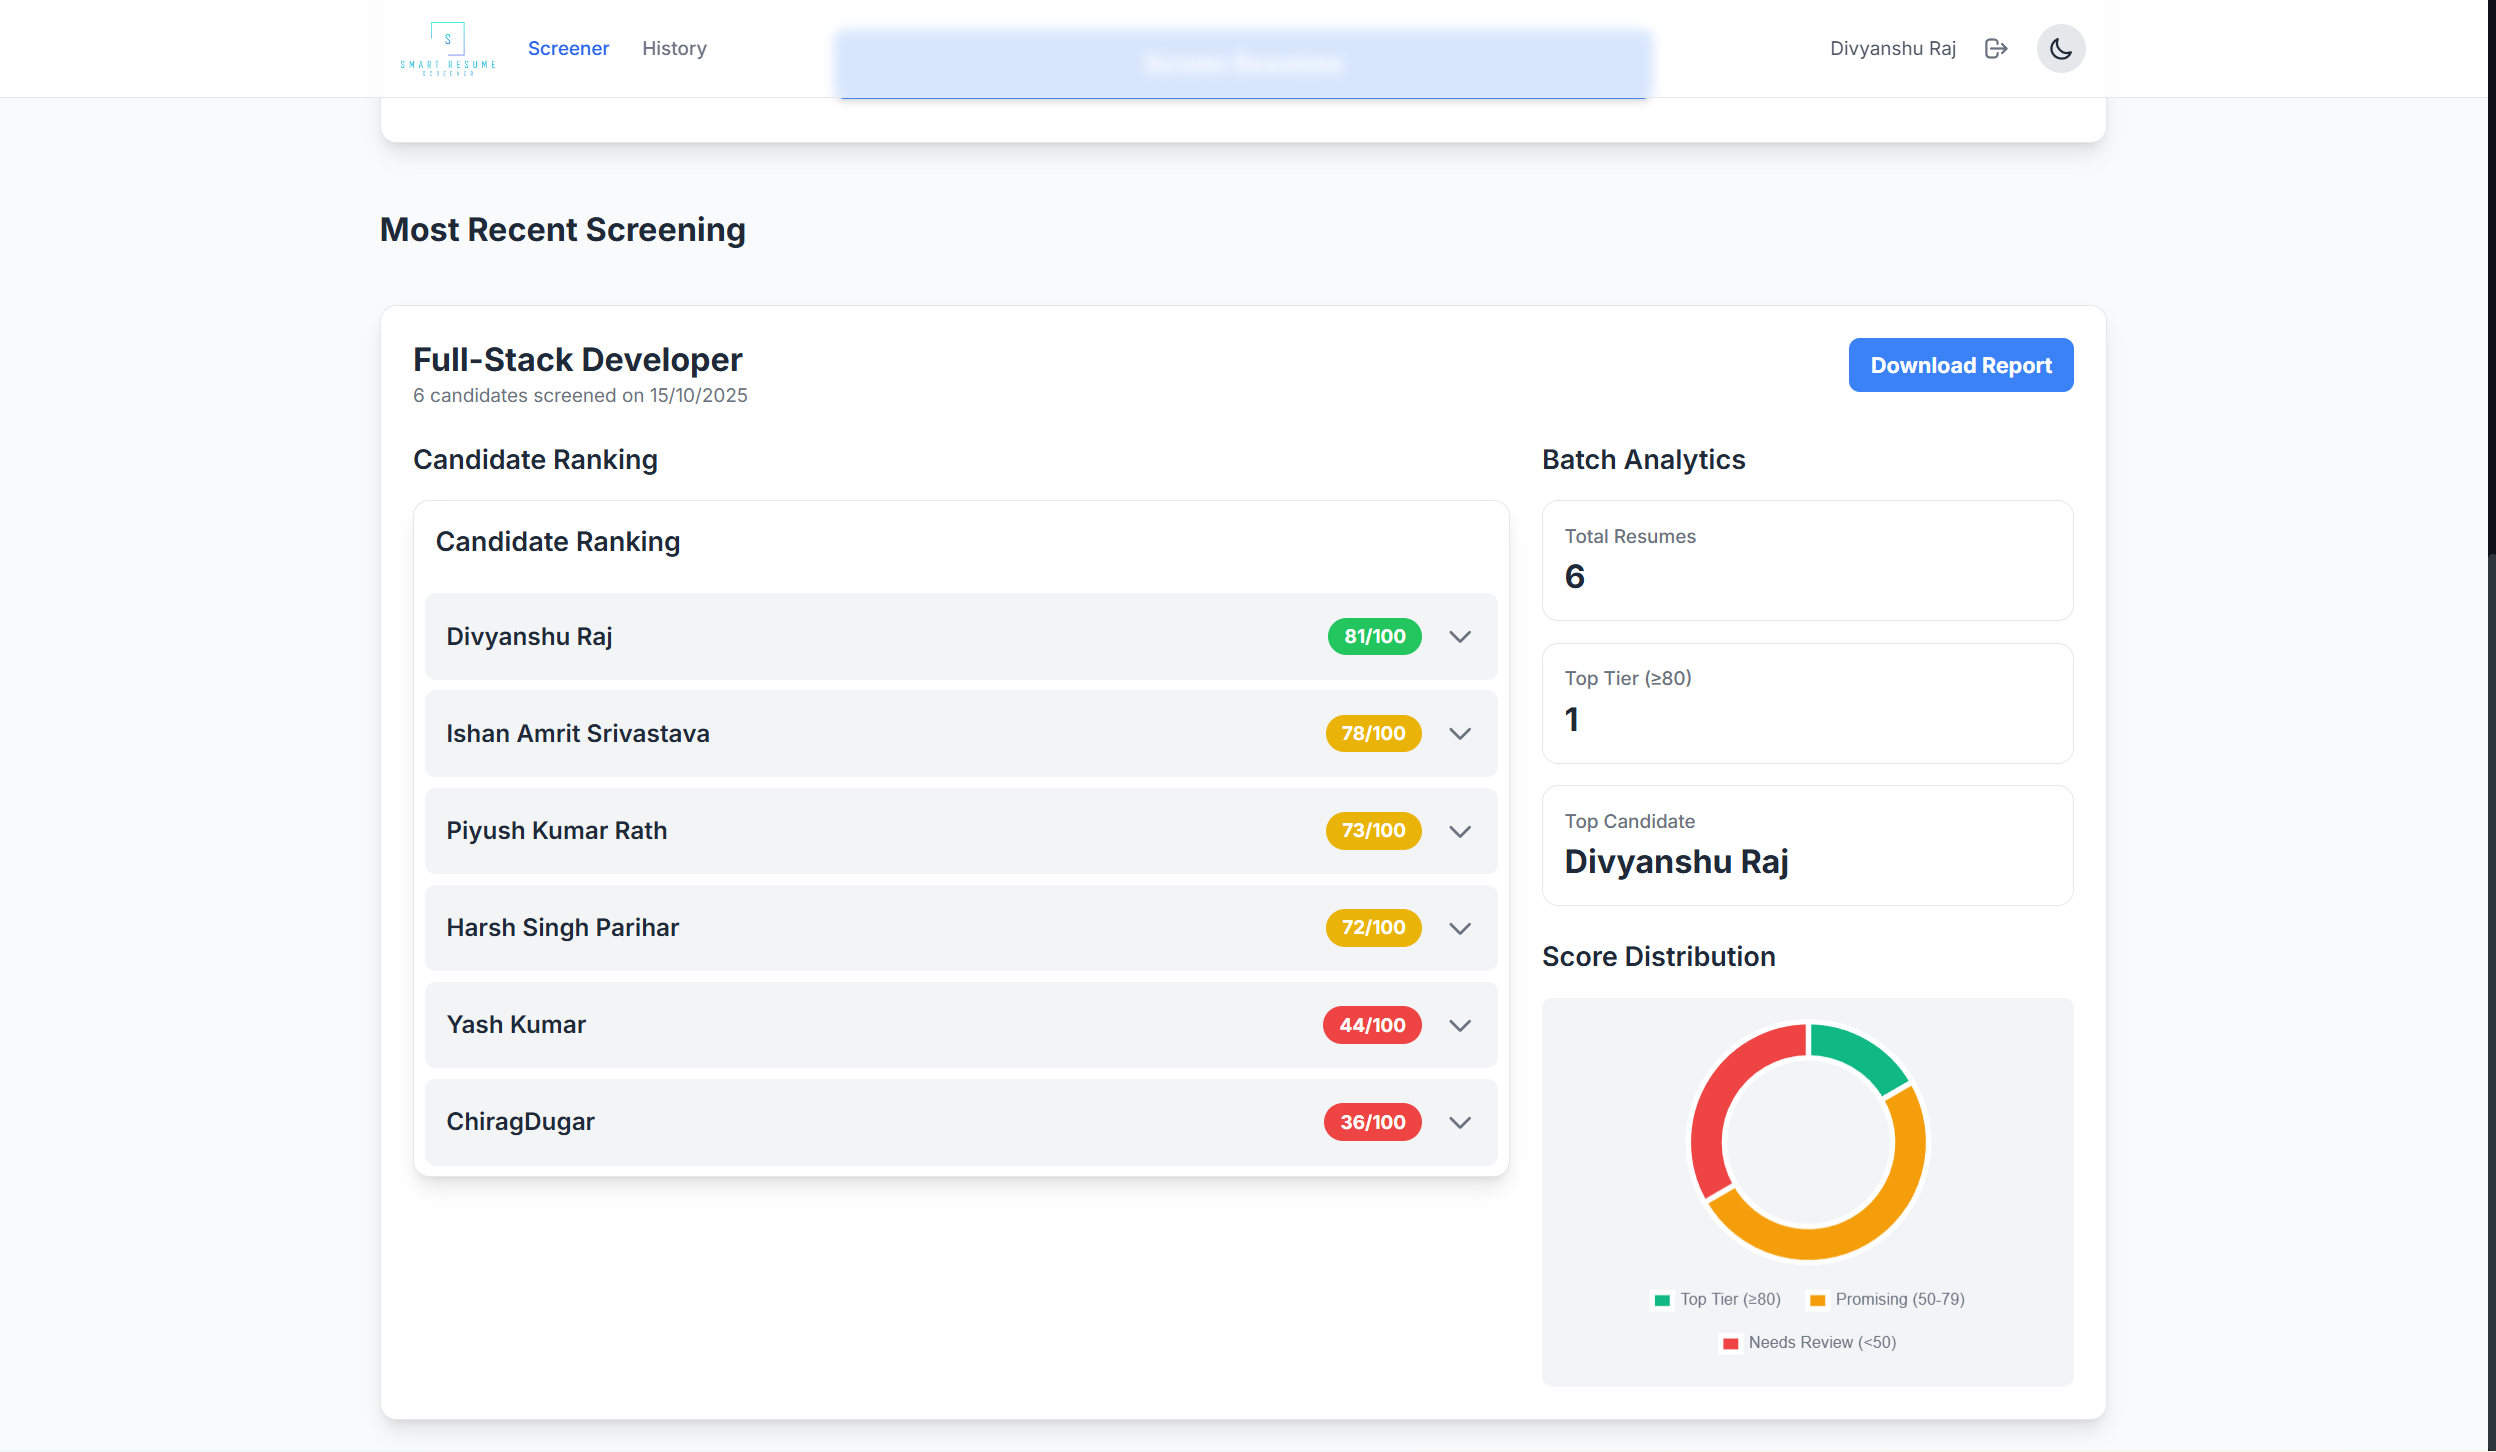 S
SMART RESUME
SCREENER
Screener
History
Screen Resumes
Divyanshu Raj
Most Recent Screening
Full-Stack Developer
6 candidates screened on 15/10/2025
Download Report
Candidate Ranking
Candidate Ranking
Divyanshu Raj
81/100
Ishan Amrit Srivastava
78/100
Piyush Kumar Rath
73/100
Harsh Singh Parihar
72/100
Yash Kumar
44/100
ChiragDugar
36/100
Batch Analytics
Total Resumes
6
Top Tier (≥80)
1
Top Candidate
Divyanshu Raj
Score Distribution
Top Tier (≥80)
Promising (50-79)
Needs Review (<50)